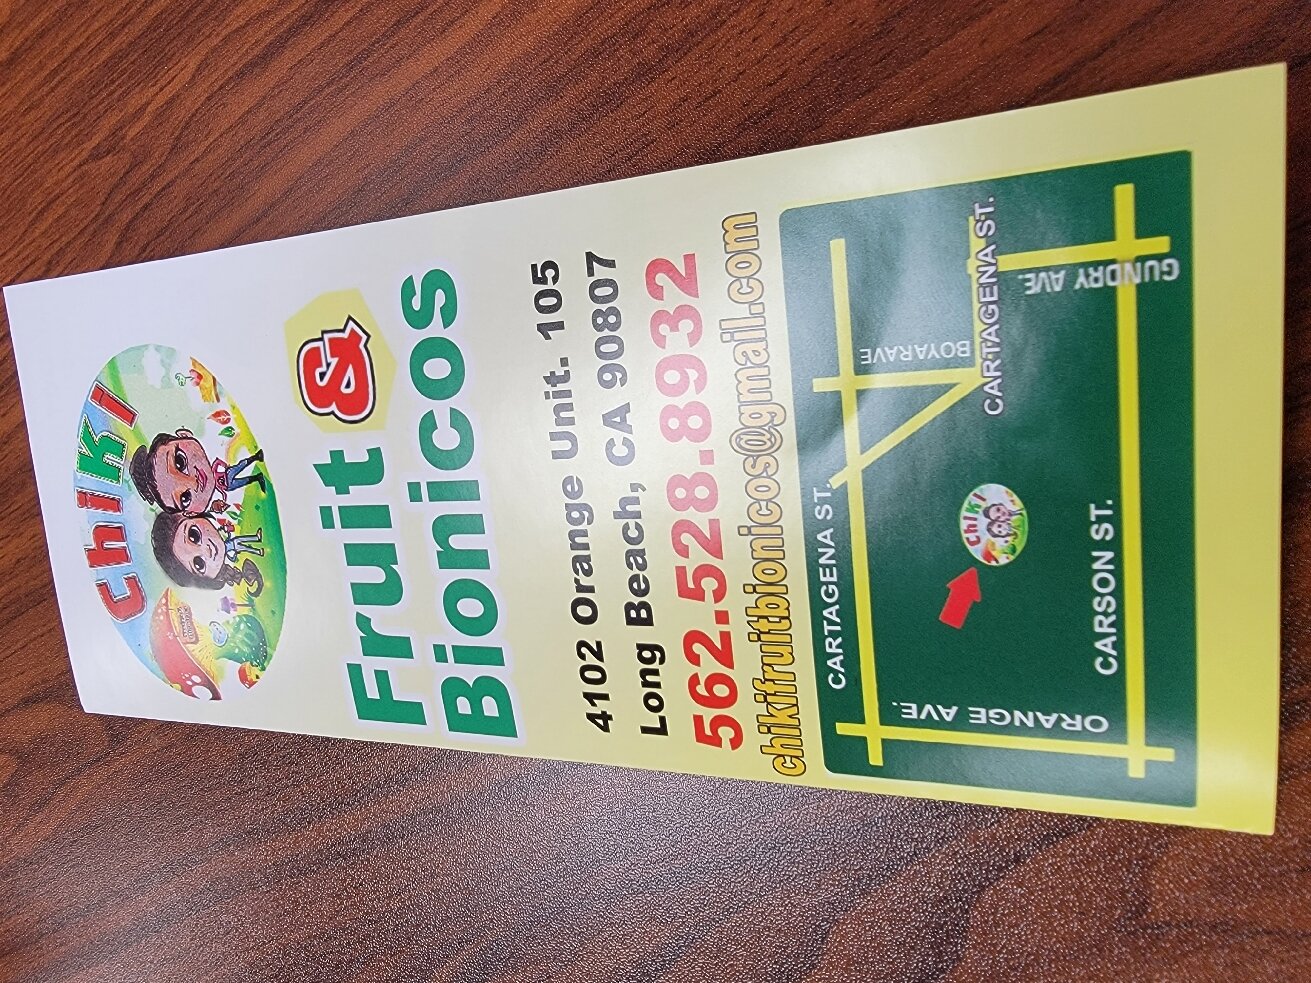 ChIKI
Fruit &
Bionicos
4102 Orange Unit. 105
Long Beach, CA 90807
562.528.8932
chikifruitbionicos@gmail.com
CARTAGENA ST.
BOYARAVE
CARTAGENA ST.
GUNDRY AVE.
ChIKI
ORANGE AVE.
CARSON ST.